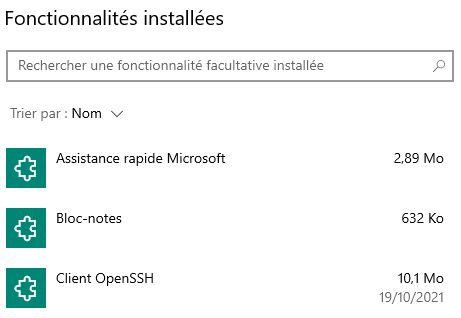 Fonctionnalités installées
Rechercher une fonctionnalité facultative installée
Trier par : Nom
Assistance rapide Microsoft 2,89 Mo
Bloc-notes 632 Ko
Client OpenSSH 10,1 Mo
19/10/2021